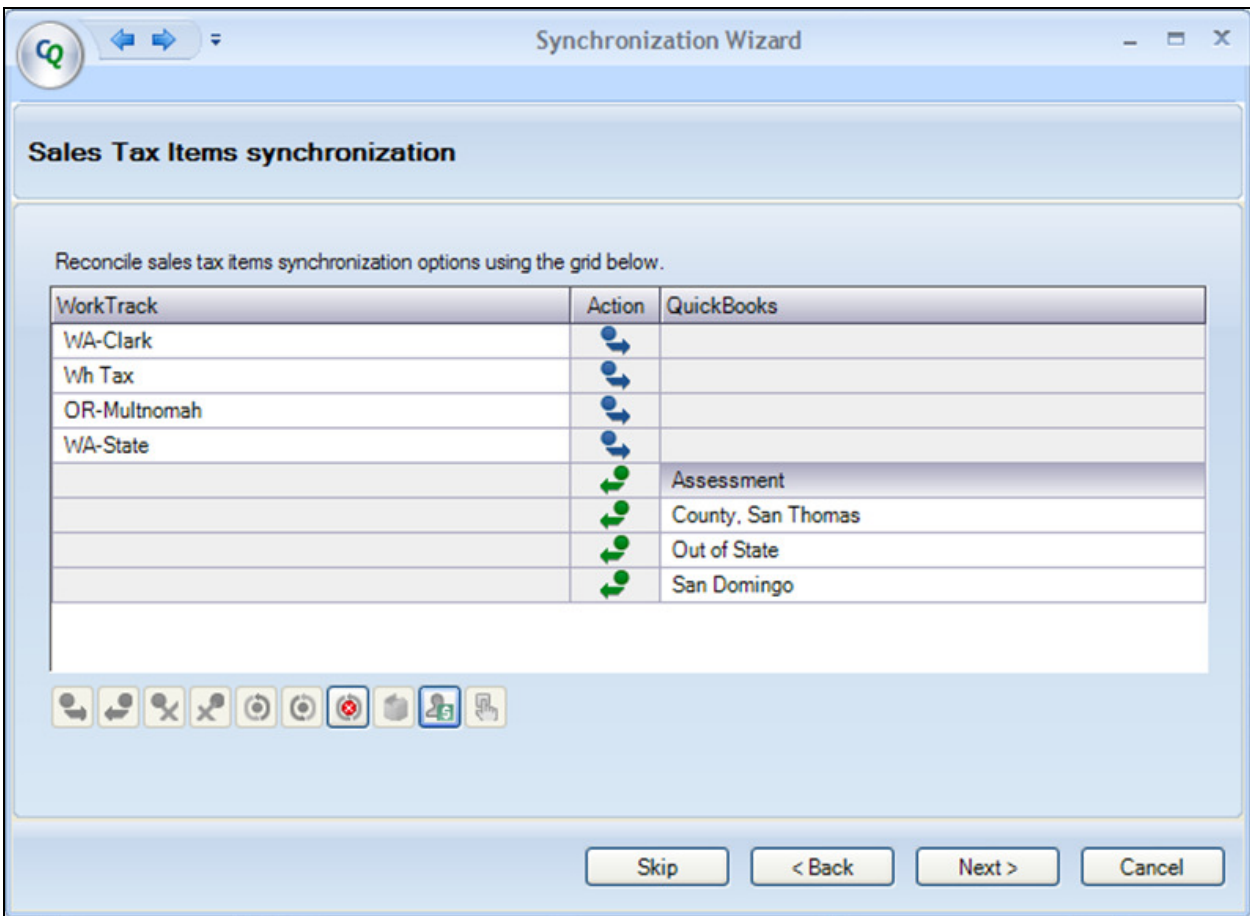 CQ
Synchronization Wizard
Sales Tax Items synchronization
Reconcile sales tax items synchronization options using the grid below.
WorkTrack Action QuickBooks
WA-Clark
Wh Tax
OR-Multnomah
WA-State
Assessment
County, San Thomas
Out of State
San Domingo
$
Skip < Back Next > Cancel